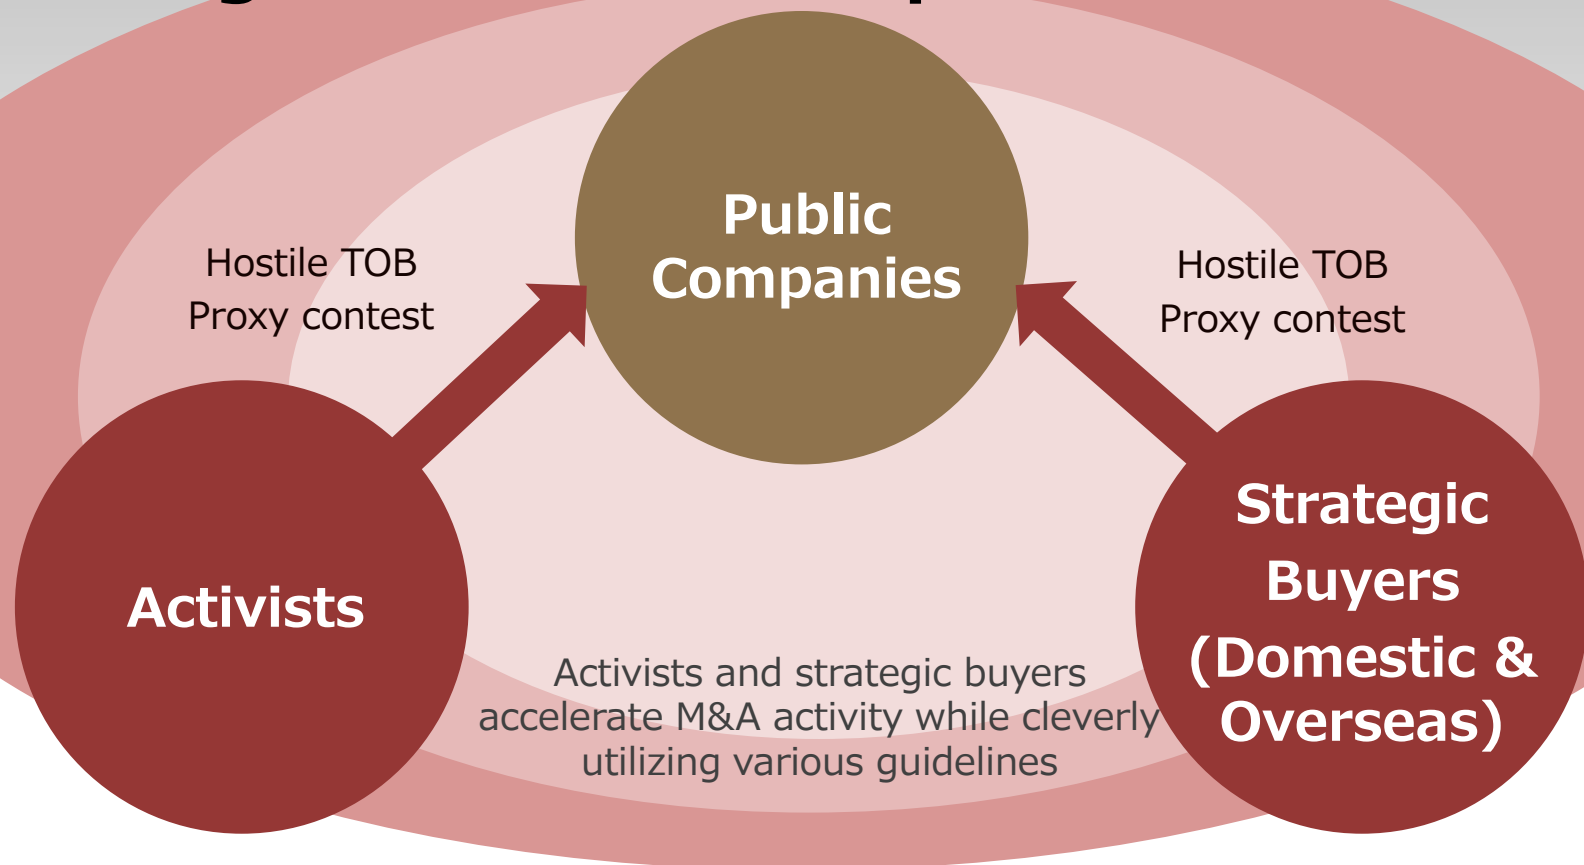 Public
Companies
Hostile TOB
Proxy contest
Hostile TOB
Proxy contest
Activists
Strategic
Buyers
(Domestic &
Overseas)
Activists and strategic buyers
accelerate M&A activity while cleverly
utilizing various guidelines